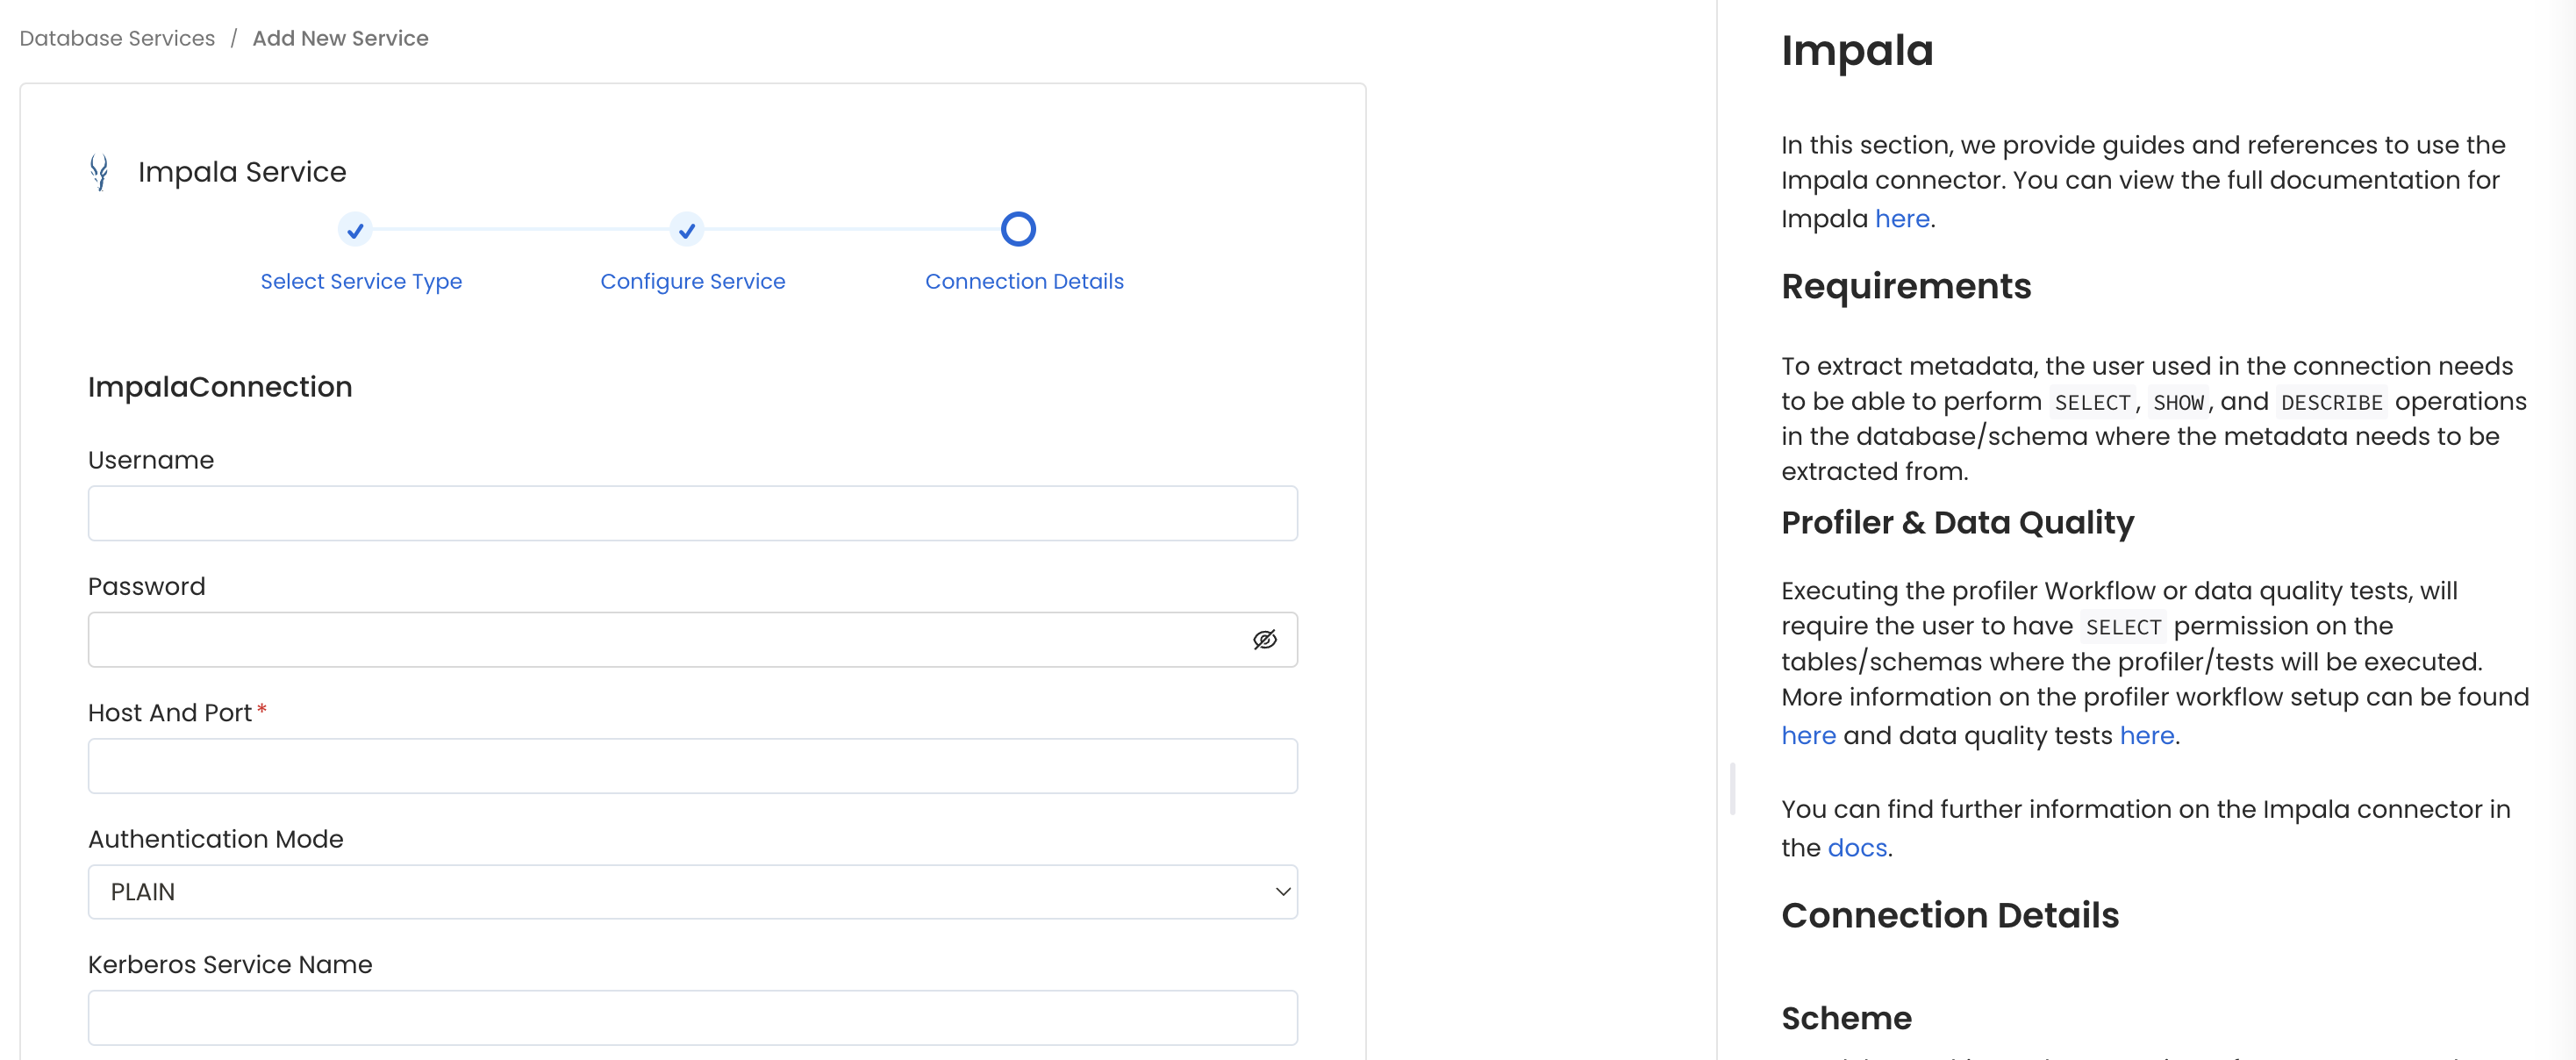 Database Services / Add New Service
Impala Service
Select Service Type
Configure Service
Connection Details
ImpalaConnection
Username
Password
Host And Port*
Authentication Mode
PLAIN
Kerberos Service Name
Impala
In this section, we provide guides and references to use the
Impala connector. You can view the full documentation for
Impala here.
Requirements
To extract metadata, the user used in the connection needs
to be able to perform SELECT, SHOW, and DESCRIBE operations
in the database/schema where the metadata needs to be
extracted from.
Profiler & Data Quality
Executing the profiler Workflow or data quality tests, will
require the user to have SELECT permission on the
tables/schemas where the profiler/tests will be executed.
More information on the profiler workflow setup can be found
here and data quality tests here.
You can find further information on the Impala connector in
the docs.
Connection Details
Scheme